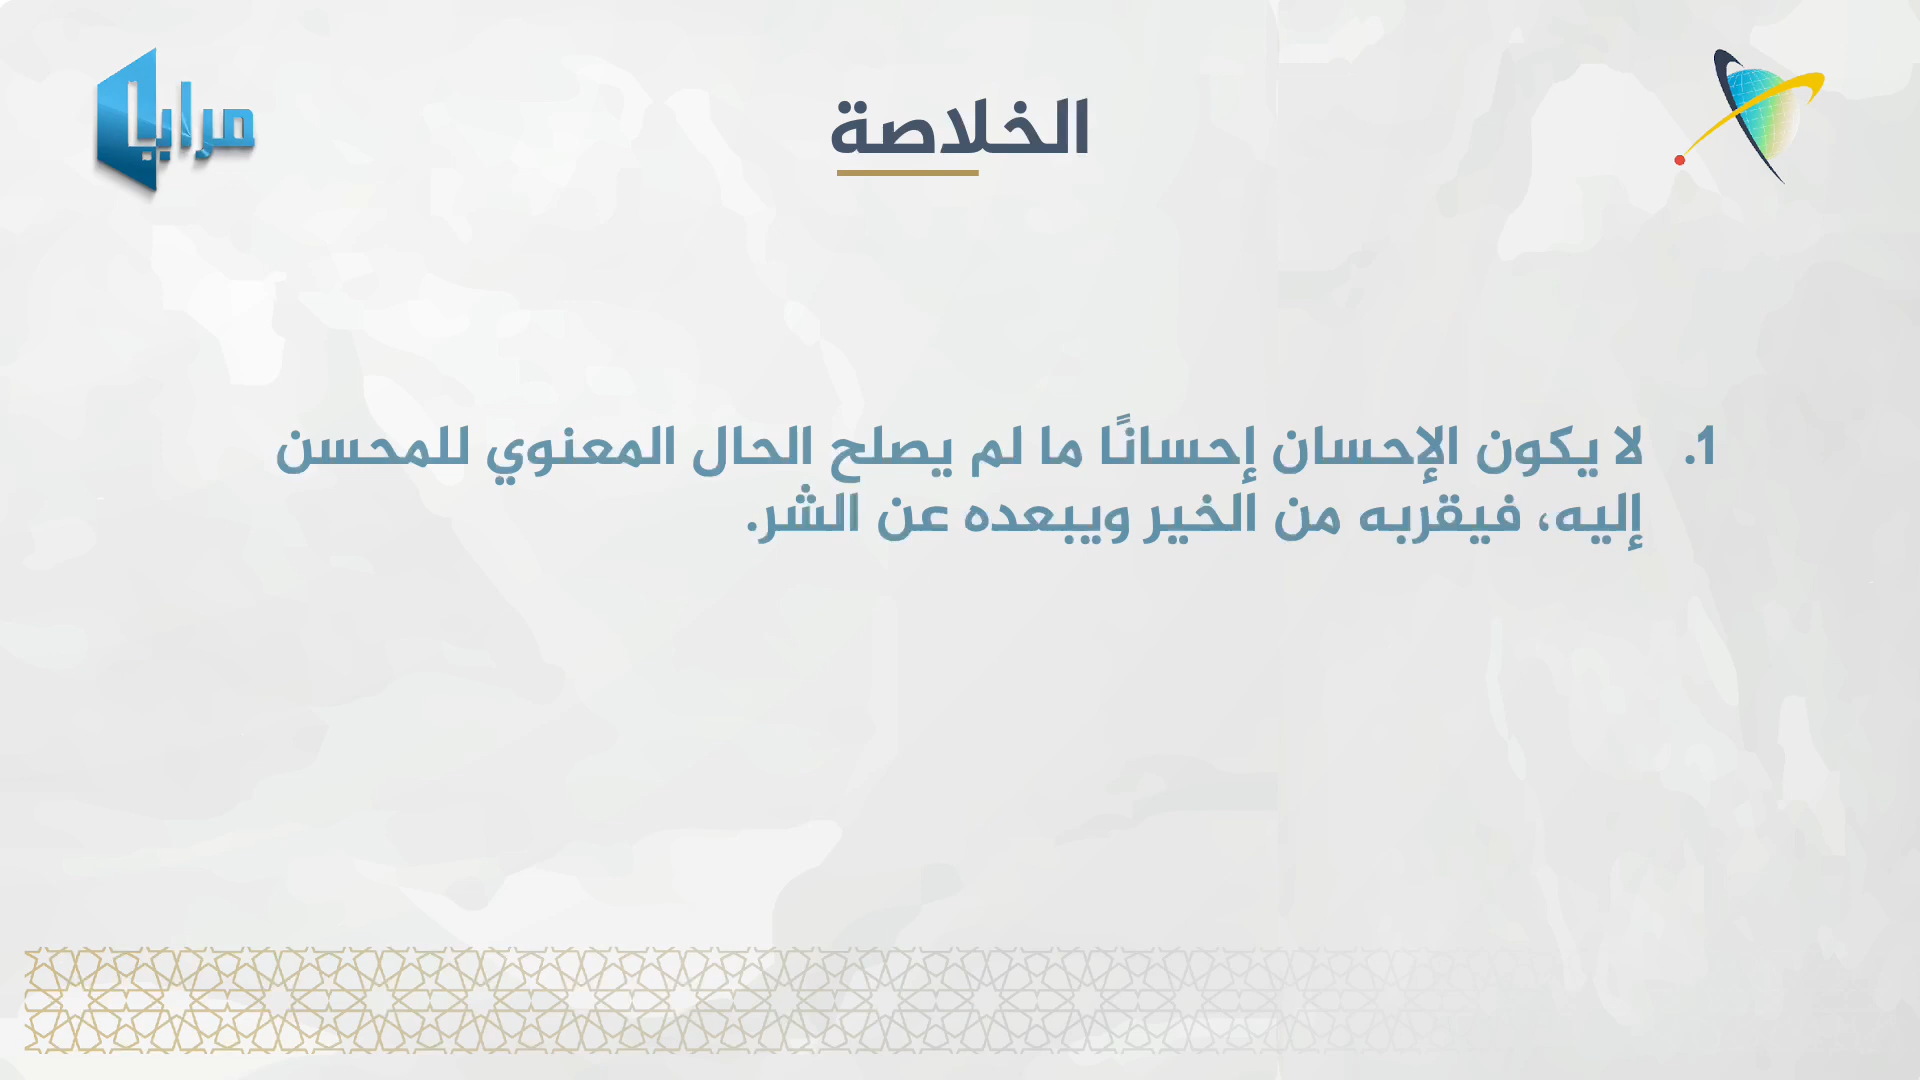 مرايا
الخلاصة
1. لا يكون الإحسان إحسانًا ما لم يصلح الحال المعنوي للمحسن
إليه، فيقربه من الخير ويبعده عن الشر.